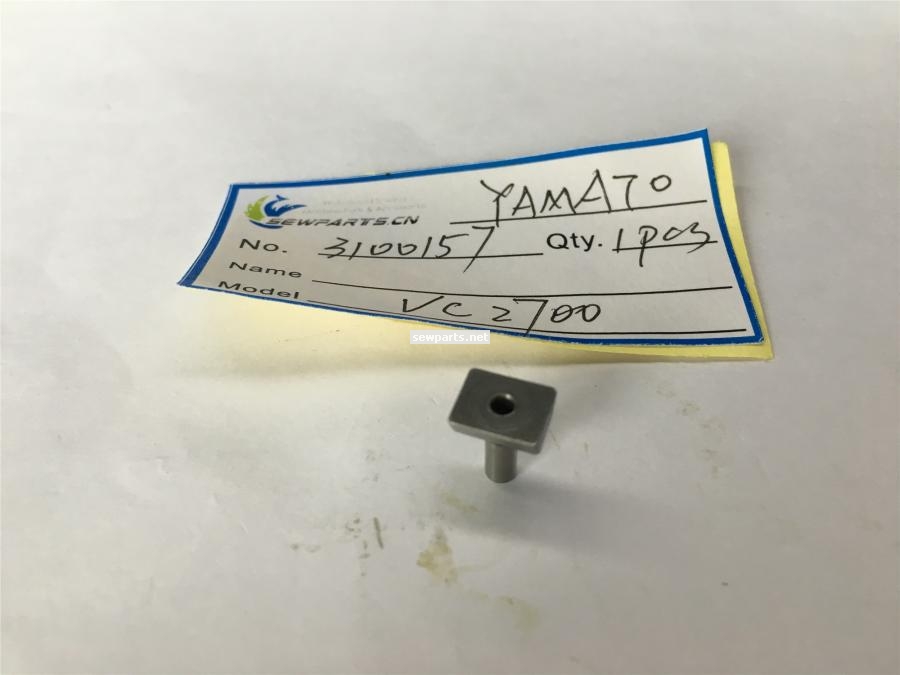 YAMATO
SEWPARTS.CN
No. 3100157 Qty. 1pcs
Name
Model VC2700
sewparts.net